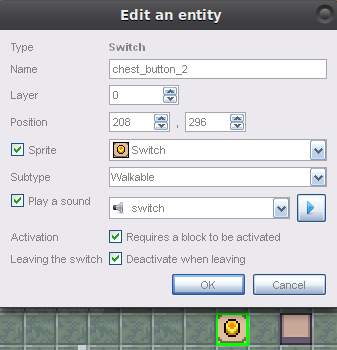 Edit an entity
Type Switch
Name chest_button_2
Layer 0
Position 208 , 296
Sprite Switch
Subtype Walkable
Play a sound switch
Activation Requires a block to be activated
Leaving the switch Deactivate when leaving
OK Cancel